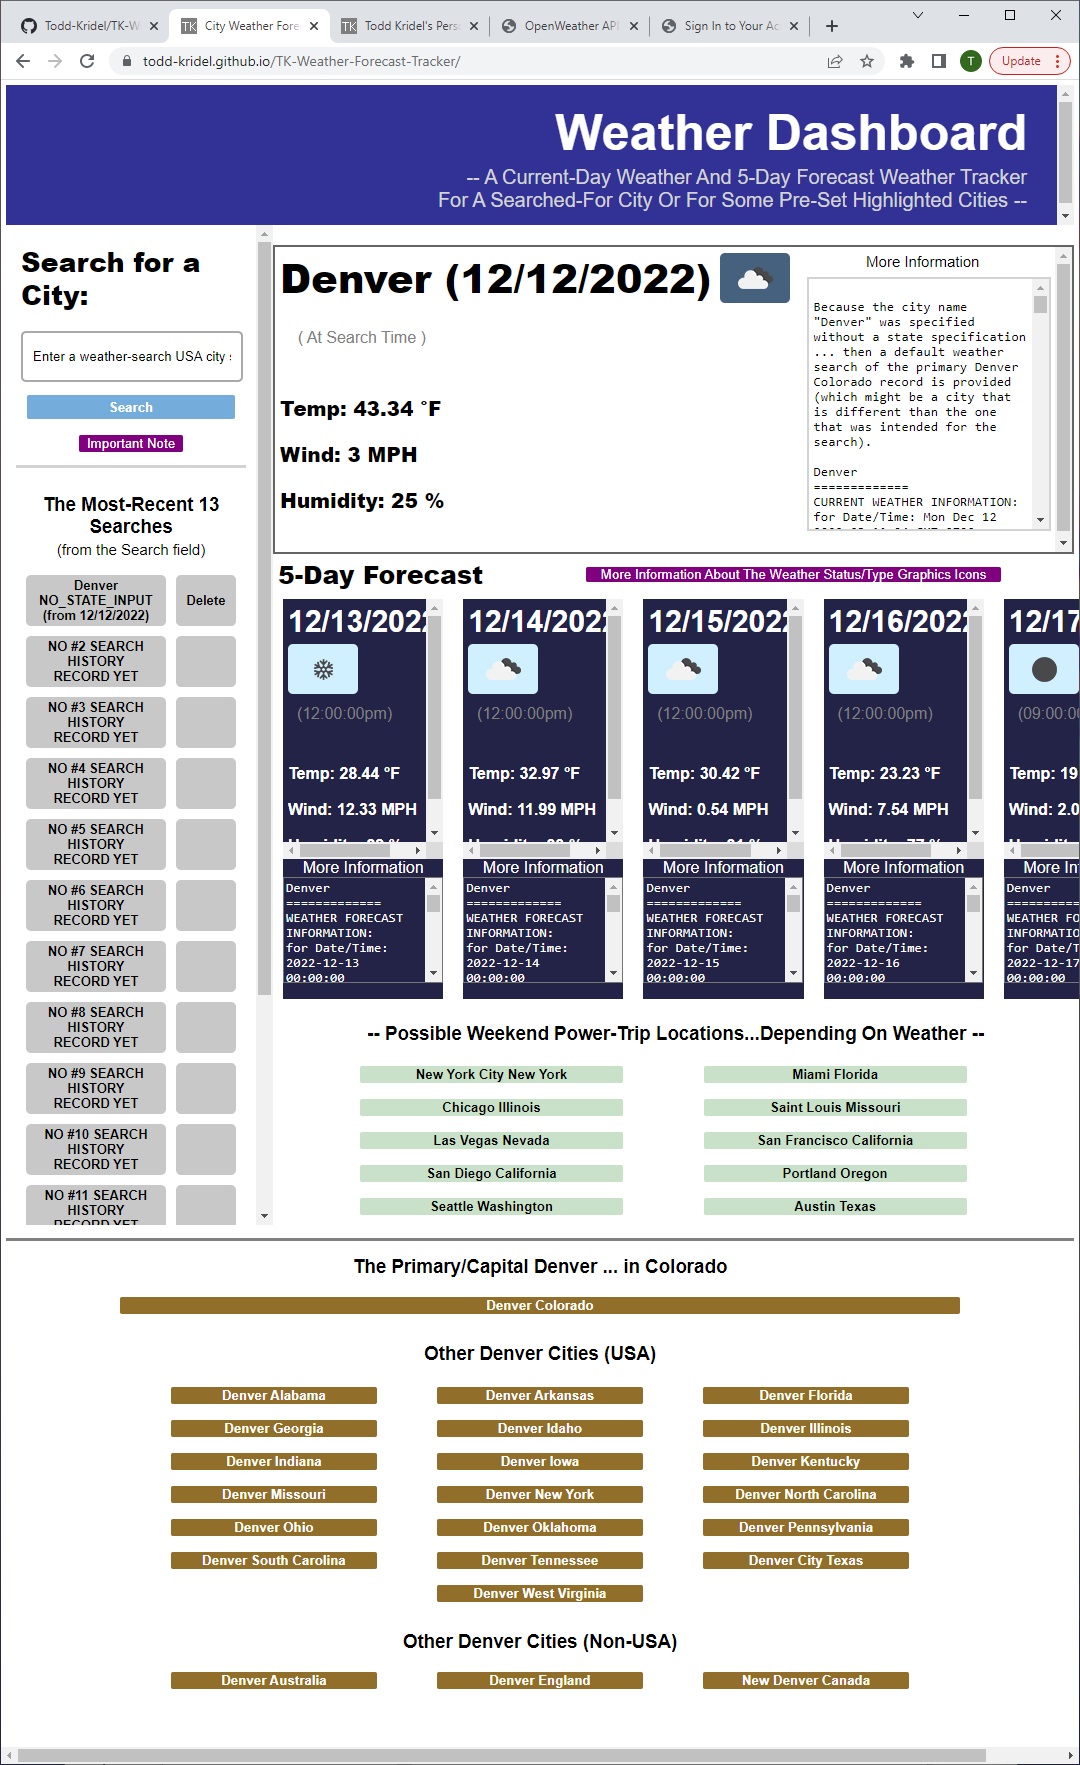 Todd-Kridel/TK-W
City Weather Fore
Todd Kridel's Pers
OpenWeather API
Sign In to Your Ac
todd-kridel.github.io/TK-Weather-Forecast-Tracker/
T
Update
Weather Dashboard
-- A Current-Day Weather And 5-Day Forecast Weather Tracker
For A Searched-For City Or For Some Pre-Set Highlighted Cities --
Search for a
City:
Enter a weather-search USA city
Search
Important Note
The Most-Recent 13
Searches
(from the Search field)
Denver
NO_STATE_INPUT
(from 12/12/2022)
Delete
NO #2 SEARCH
HISTORY
RECORD YET
NO #3 SEARCH
HISTORY
RECORD YET
NO #4 SEARCH
HISTORY
RECORD YET
NO #5 SEARCH
HISTORY
RECORD YET
NO #6 SEARCH
HISTORY
RECORD YET
NO #7 SEARCH
HISTORY
RECORD YET
NO #8 SEARCH
HISTORY
RECORD YET
NO #9 SEARCH
HISTORY
RECORD YET
NO #10 SEARCH
HISTORY
RECORD YET
NO #11 SEARCH
HISTORY
RECORD YET
Denver (12/12/2022)
( At Search Time )
Temp: 43.34 °F
Wind: 3 MPH
Humidity: 25 %
More Information
Because the city name
"Denver" was specified
without a state specification
... then a default weather
search of the primary Denver
Colorado record is provided
(which might be a city that
is different than the one
that was intended for the
search).
Denver
=============
CURRENT WEATHER INFORMATION:
for Date/Time: Mon Dec 12
5-Day Forecast
More Information About The Weather Status/Type Graphics Icons
12/13/2022
(12:00:00pm)
Temp: 28.44 °F
Wind: 12.33 MPH
More Information
Denver
=============
WEATHER FORECAST
INFORMATION:
for Date/Time:
2022-12-13
00:00:00
12/14/2022
(12:00:00pm)
Temp: 32.97 °F
Wind: 11.99 MPH
More Information
Denver
=============
WEATHER FORECAST
INFORMATION:
for Date/Time:
2022-12-14
00:00:00
12/15/2022
(12:00:00pm)
Temp: 30.42 °F
Wind: 0.54 MPH
More Information
Denver
=============
WEATHER FORECAST
INFORMATION:
for Date/Time:
2022-12-15
00:00:00
12/16/2022
(12:00:00pm)
Temp: 23.23 °F
Wind: 7.54 MPH
More Information
Denver
=============
WEATHER FORECAST
INFORMATION:
for Date/Time:
2022-12-16
00:00:00
12/17
(09:00:0
Temp: 19
Wind: 2.0
More In
Denver
=============
WEATHER FO
INFORMATIO
for Date/T
2022-12-17
00:00:00
-- Possible Weekend Power-Trip Locations...Depending On Weather --
New York City New York
Miami Florida
Chicago Illinois
Saint Louis Missouri
Las Vegas Nevada
San Francisco California
San Diego California
Portland Oregon
Seattle Washington
Austin Texas
The Primary/Capital Denver ... in Colorado
Denver Colorado
Other Denver Cities (USA)
Denver Alabama
Denver Arkansas
Denver Florida
Denver Georgia
Denver Idaho
Denver Illinois
Denver Indiana
Denver Iowa
Denver Kentucky
Denver Missouri
Denver New York
Denver North Carolina
Denver Ohio
Denver Oklahoma
Denver Pennsylvania
Denver South Carolina
Denver Tennessee
Denver City Texas
Denver West Virginia
Other Denver Cities (Non-USA)
Denver Australia
Denver England
New Denver Canada